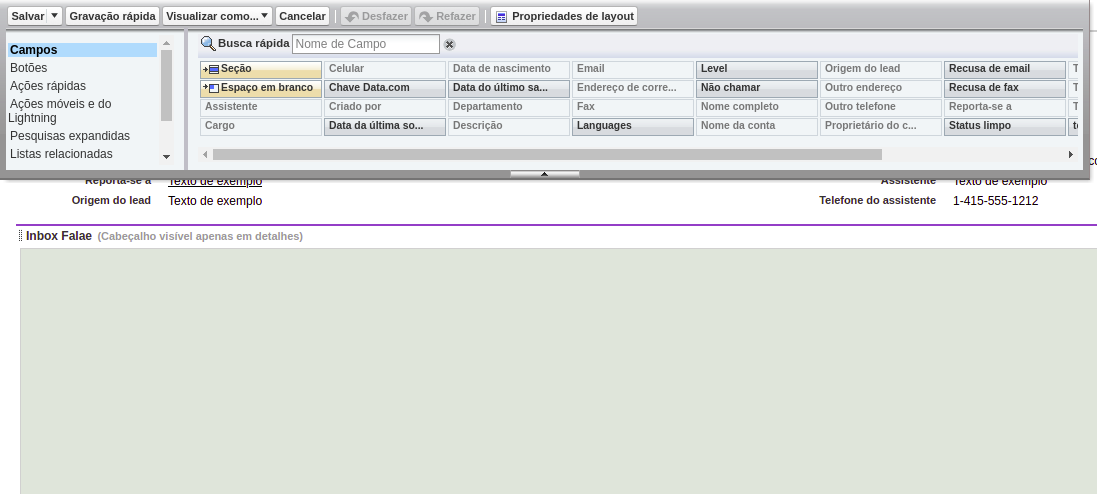 Salvar Gravação rápida Visualizar como... Cancelar Desfazer Refazer Propriedades de layout
Campos
Botões
Ações rápidas
Ações móveis e do
Lightning
Pesquisas expandidas
Listas relacionadas
Busca rápida Nome de Campo
Seção Celular Data de nascimento Email Level Origem do lead Recusa de email T
Espaço em branco Chave Data.com Data do último sa... Endereço de corre... Não chamar Outro endereço Recusa de fax T
Assistente Criado por Departamento Fax Nome completo Outro telefone Reporta-se a T
Cargo Data da última so... Descrição Languages Nome da conta Proprietário do c... Status limpo
Reporta-se a Texto de exemplo Assistente Texto de exemplo
Origem do lead Texto de exemplo Telefone do assistente 1-415-555-1212
Inbox Falae (Cabeçalho visível apenas em detalhes)